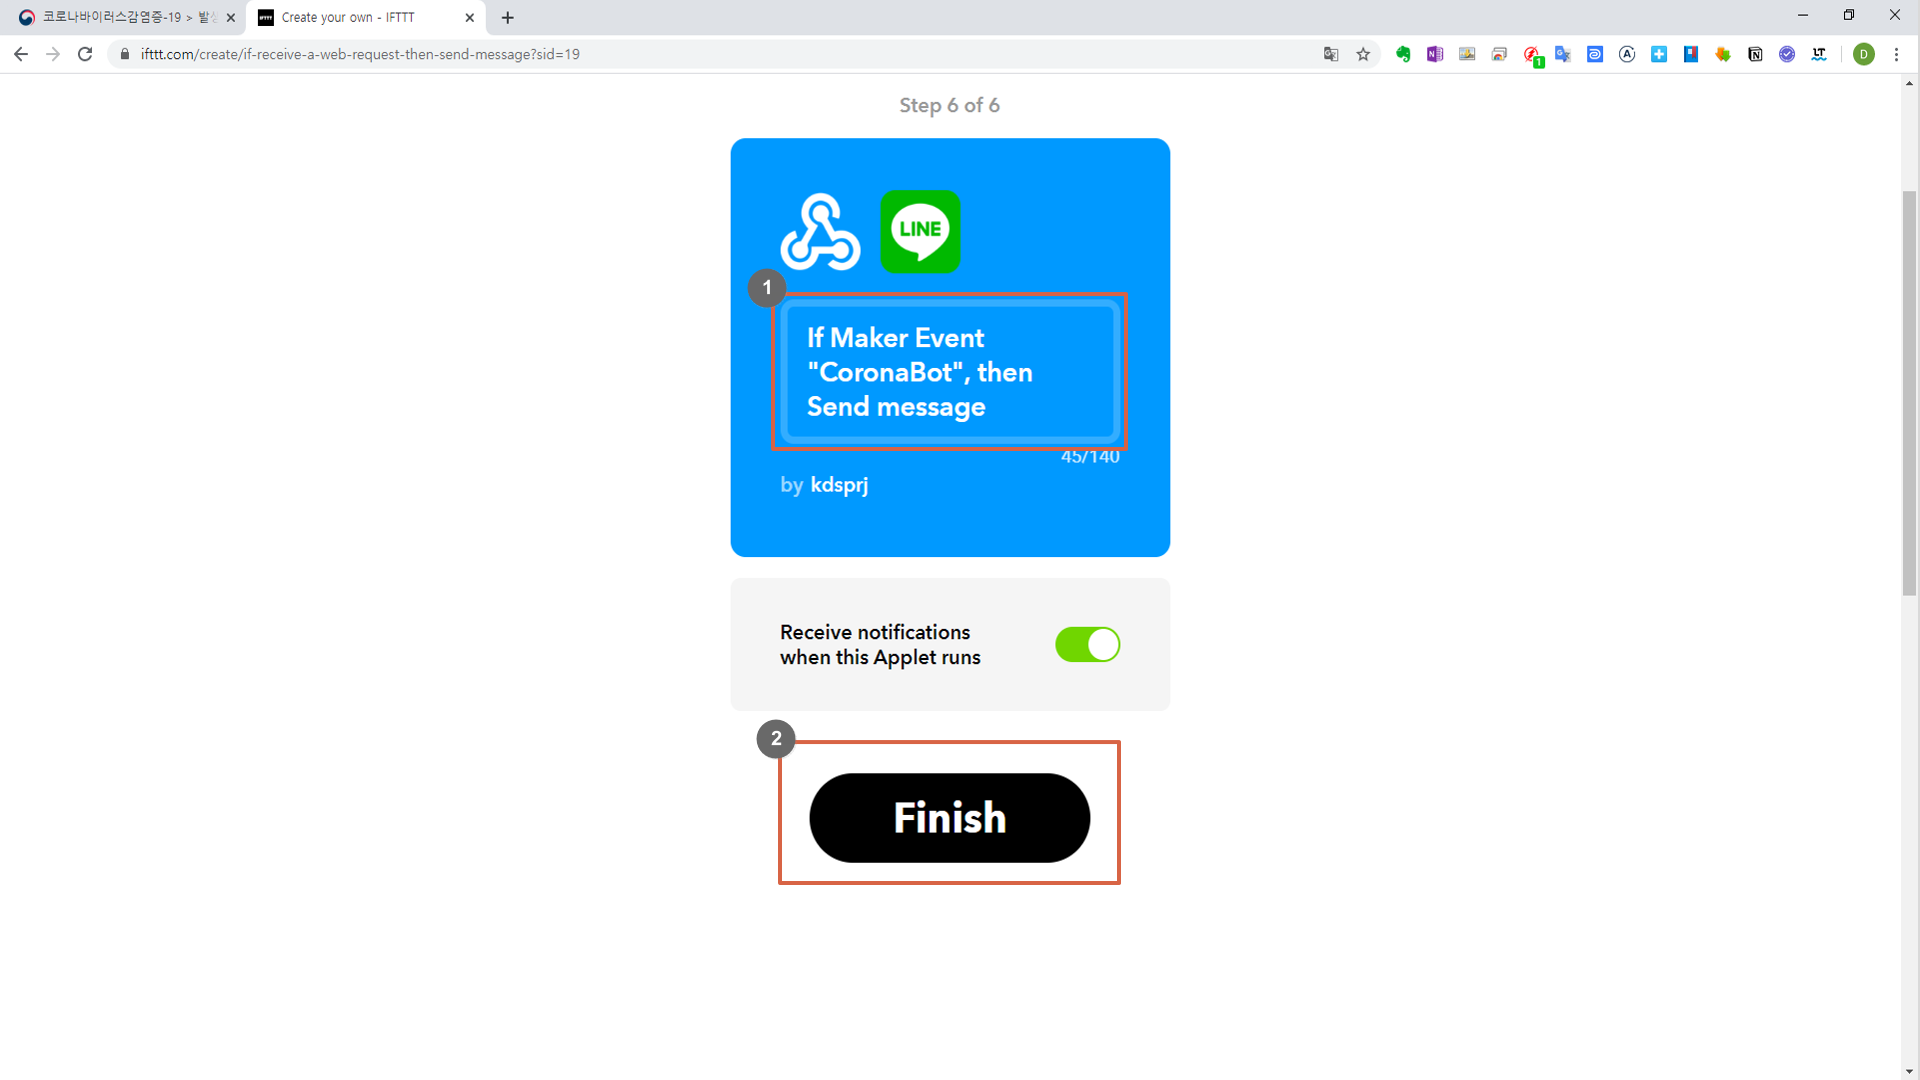 코로나바이러스감염증-19 > 발생
Create your own - IFTTT
ifttt.com/create/if-receive-a-web-request-then-send-message?sid=19
1
D
Step 6 of 6
LINE
1
If Maker Event
"CoronaBot", then
Send message
45/140
by kdsprj
Receive notifications
when this Applet runs
2
Finish